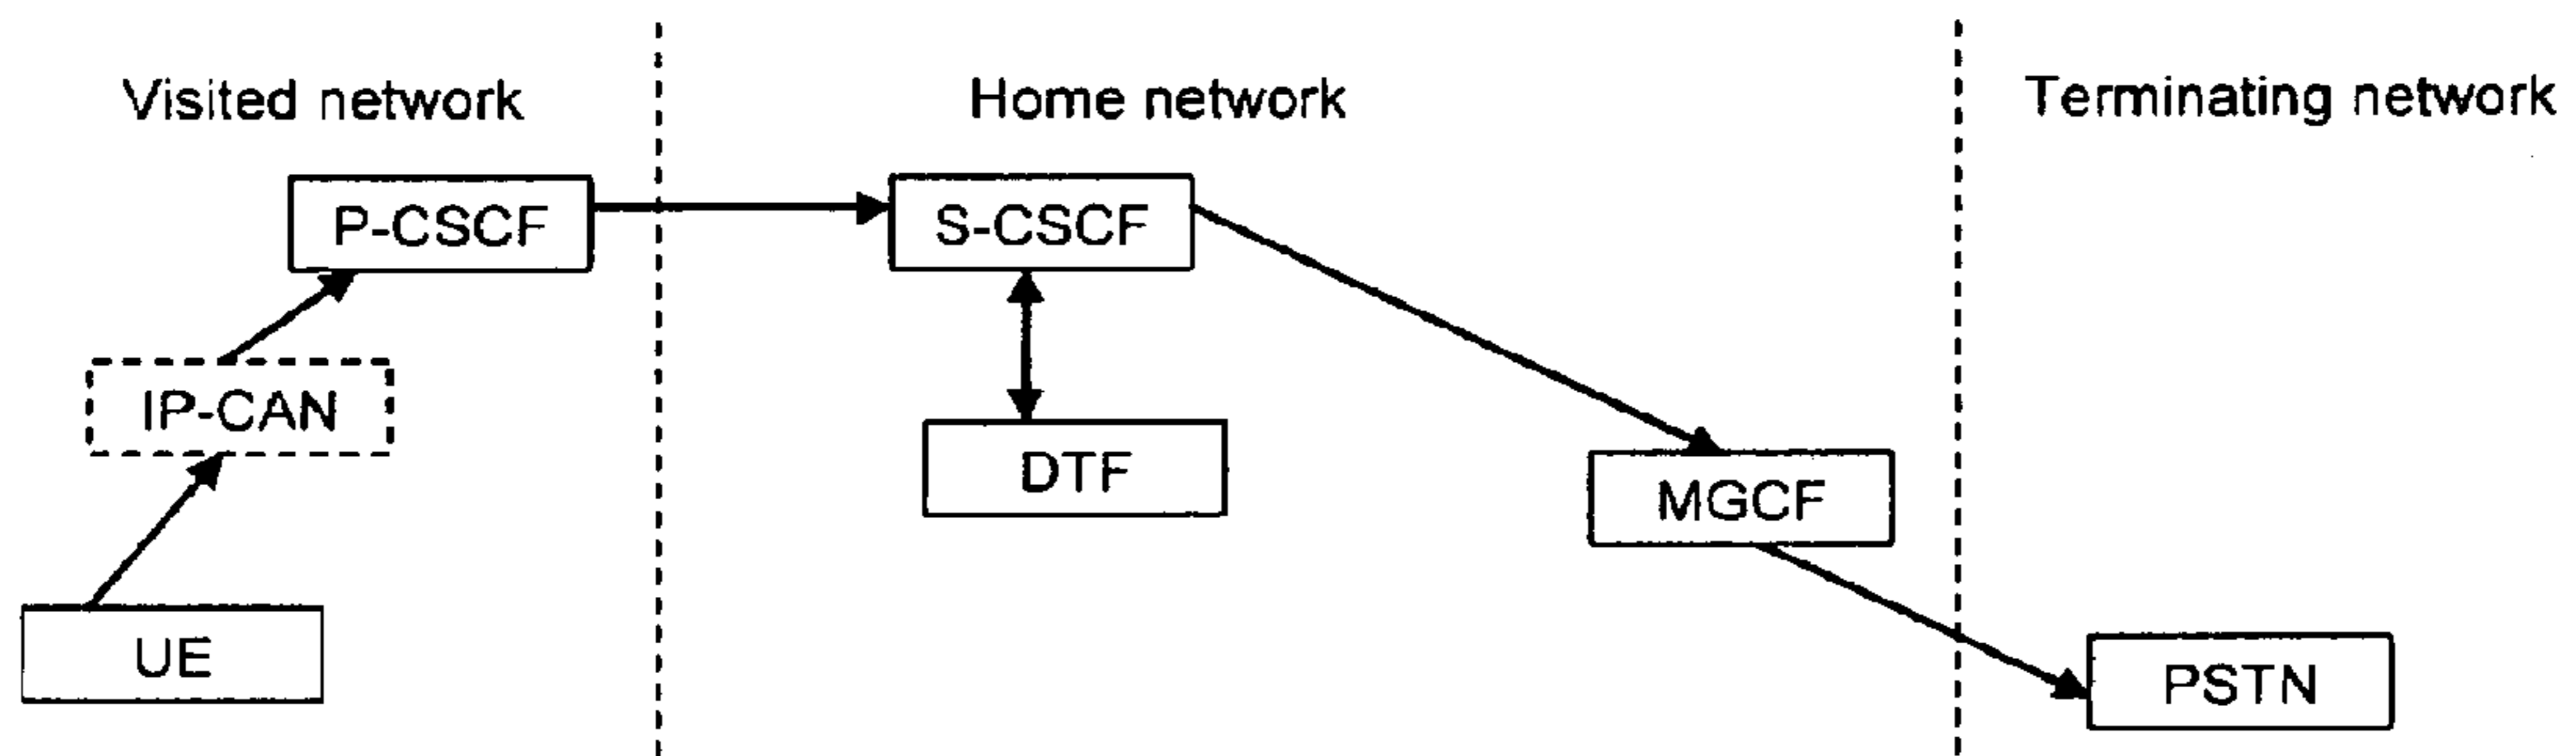 Visited network
Home network
Terminating network
P-CSCF
S-CSCF
IP-CAN
DTF
MGCF
UE
PSTN